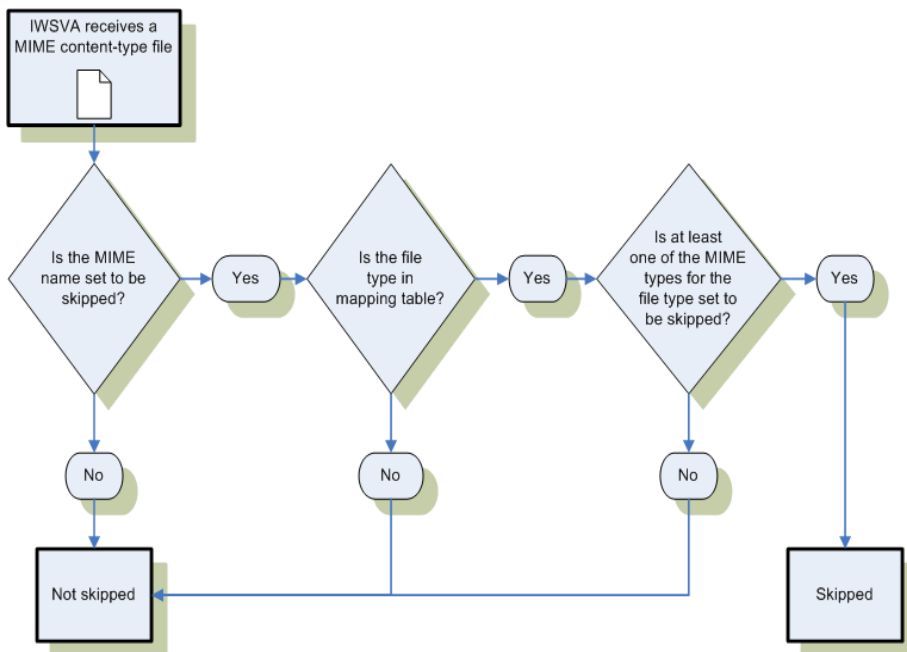 IWSVA receives a
MIME content-type file
Is the MIME
name set to be
skipped?
Yes
Is the file
type in
mapping table?
Yes
Is at least
one of the MIME
types for the
file type set to
be skipped?
Yes
No
No
No
Not skipped
Skipped